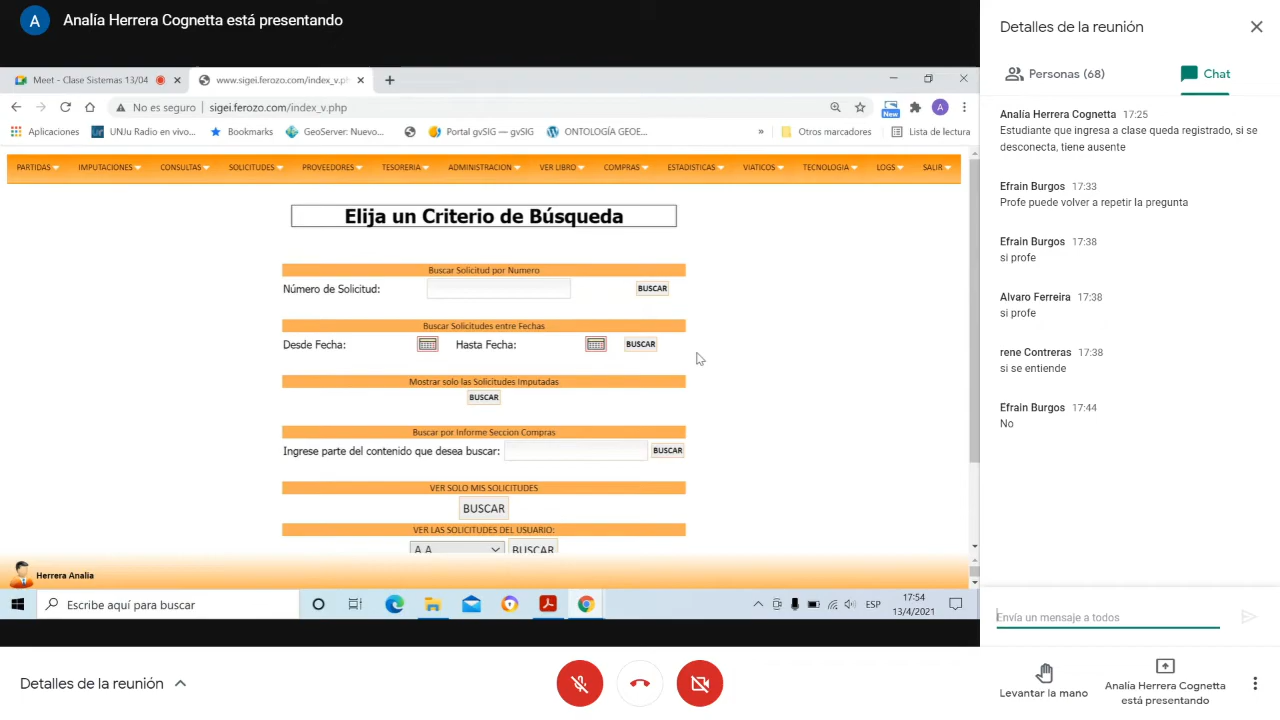 A
Analía Herrera Cognetta está presentando
Meet - Clase Sistemas 13/04
www.sigei.ferozo.com/index_v.ph
No es seguro | sigei.ferozo.com/index_v.php
New
A
Aplicaciones
UNJu Radio en vivo...
Bookmarks
GeoServer: Nuevo...
Portal gvSIG — gvSIG
ONTOLOGÍA GEOE...
»
Otros marcadores
Lista de lectura
PARTIDAS
IMPUTACIONES
CONSULTAS
SOLICITUDES
PROVEEDORES
TESORERIA
ADMINISTRACION
VER LIBRO
COMPRAS
ESTADISTICAS
VIATICOS
TECNOLOGIA
LOGS
SALIR
Elija un Criterio de Búsqueda
Buscar Solicitud por Numero
Número de Solicitud:
BUSCAR
Buscar Solicitudes entre Fechas
Desde Fecha:
Hasta Fecha:
BUSCAR
Mostrar solo las Solicitudes Imputadas
BUSCAR
Buscar por Informe Seccion Compras
Ingrese parte del contenido que desea buscar:
BUSCAR
VER SOLO MIS SOLICITUDES
BUSCAR
VER LAS SOLICITUDES DEL USUARIO:
A A
BUSCAR
Herrera Analia
Escribe aquí para buscar
ESP
17:54
13/4/2021
Detalles de la reunión
Personas (68)
Chat
Analía Herrera Cognetta 17:25
Estudiante que ingresa a clase queda registrado, si se
desconecta, tiene ausente
Efrain Burgos 17:33
Profe puede volver a repetir la pregunta
Efrain Burgos 17:38
si profe
Alvaro Ferreira 17:38
si profe
rene Contreras 17:38
si se entiende
Efrain Burgos 17:44
No
Envía un mensaje a todos
Detalles de la reunión
Levantar la mano
Analía Herrera Cognetta
está presentando